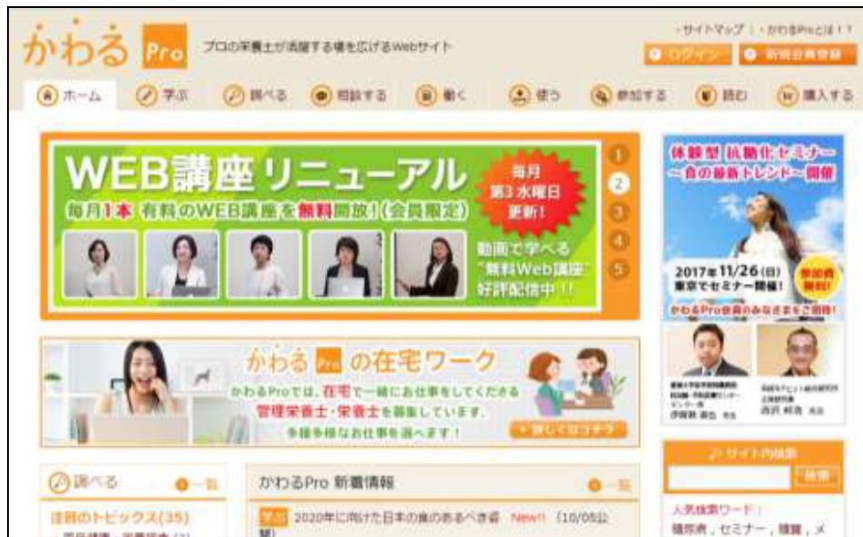 かわる Pro
プロの栄養士が活躍する場を広げるWebサイト
サイトマップ | かわるProとは！？
ログイン 新規会員登録
ホーム 学ぶ 調べる 相談する 働く 使う 参加する 読む 購入する
WEB講座 リニューアル
毎月1本 有料のWEB講座を無料開放!(会員限定)
毎月
第3水曜日
更新!
動画で学べる
"無料Web講座"
好評配信中!!
1
2
3
4
5
体験型 抗糖化セミナー
～食の最新トレンド～開催
2017年11/26(日)
東京でセミナー開催!
参加費
無料!
かわるPro会員のみなさまをご招待!
かわる Pro の在宅ワーク
かわるProでは、在宅で一緒にお仕事をしてくださる
管理栄養士・栄養士を募集しています。
多種多様なお仕事を選べます！
詳しくはコチラ
サイト内検索
検索
人気検索ワード：
糖尿病 , セミナー , 糖質 , メ
調べる 一覧
注目のトピックス(35)
かわるPro 新着情報 一覧
学ぶ 2020年に向けた日本の食のあるべき姿 New!! (10/05公
開)